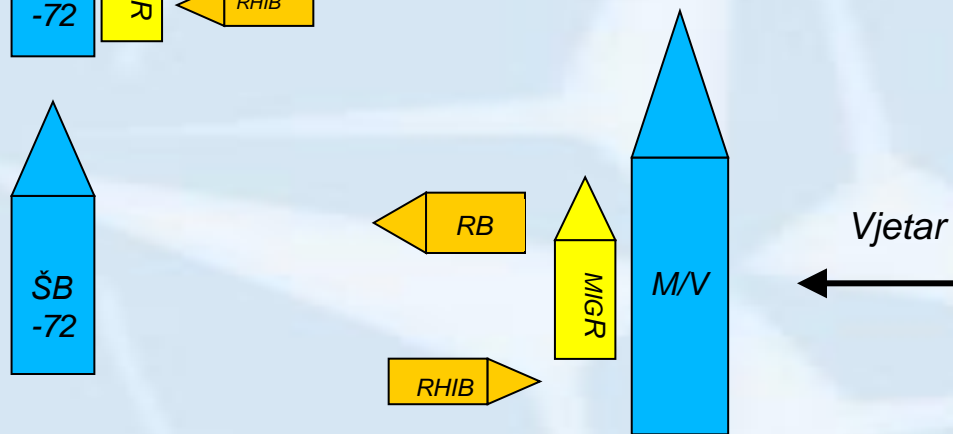 RHIB
-72
R
Vjetar
RB
ŠB
-72
MIGR
M/V
RHIB